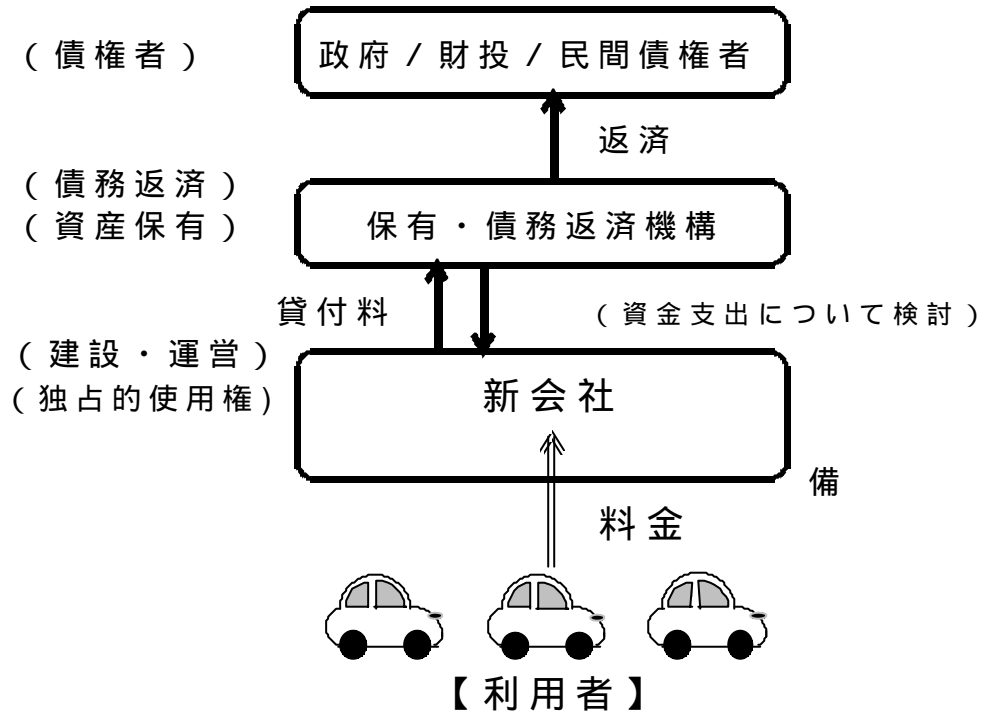 (債権者)
政府/財投/民間債権者
返済
(債務返済)
(資産保有)
保有・債務返済機構
貸付料
(資金支出について検討)
(建設・運営)
(独占的使用権)
新会社
備
料金
【利用者】